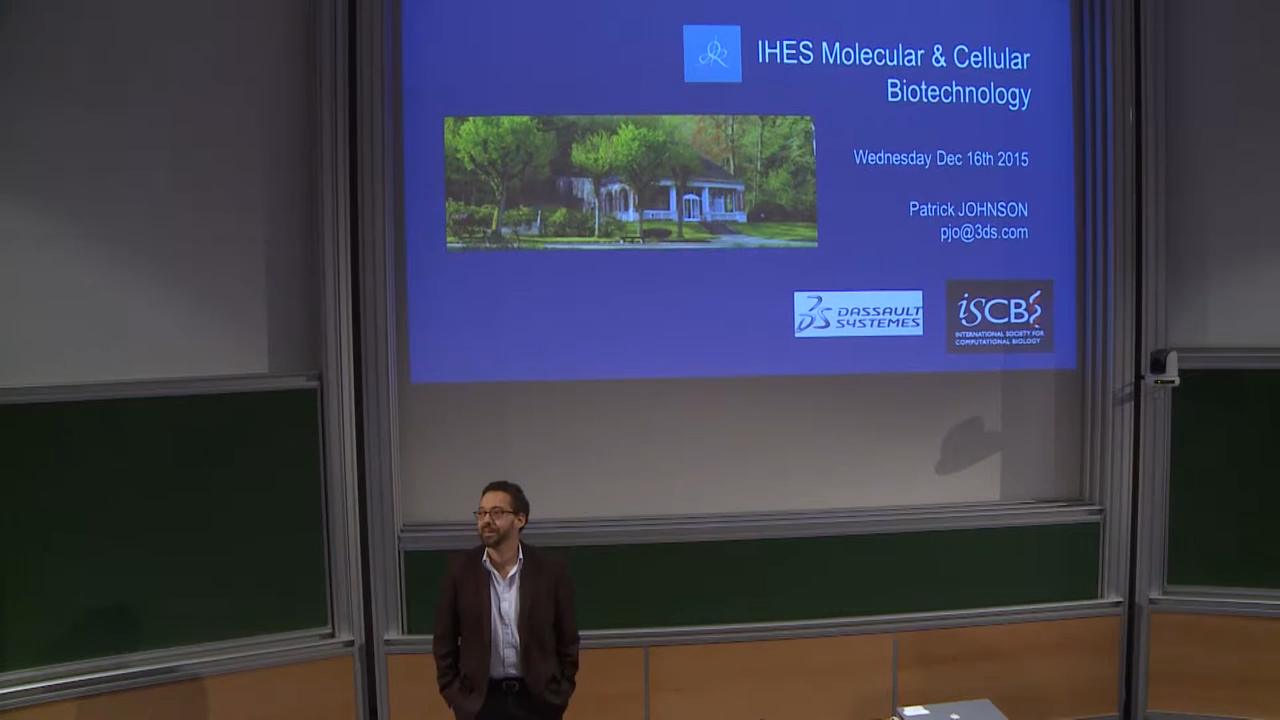 IHES Molecular & Cellular
Biotechnology
Wednesday Dec 16th 2015
Patrick JOHNSON
pjo@3ds.com
DASSAULT
SYSTEMES
iSCB
INTERNATIONAL SOCIETY FOR
COMPUTATIONAL BIOLOGY